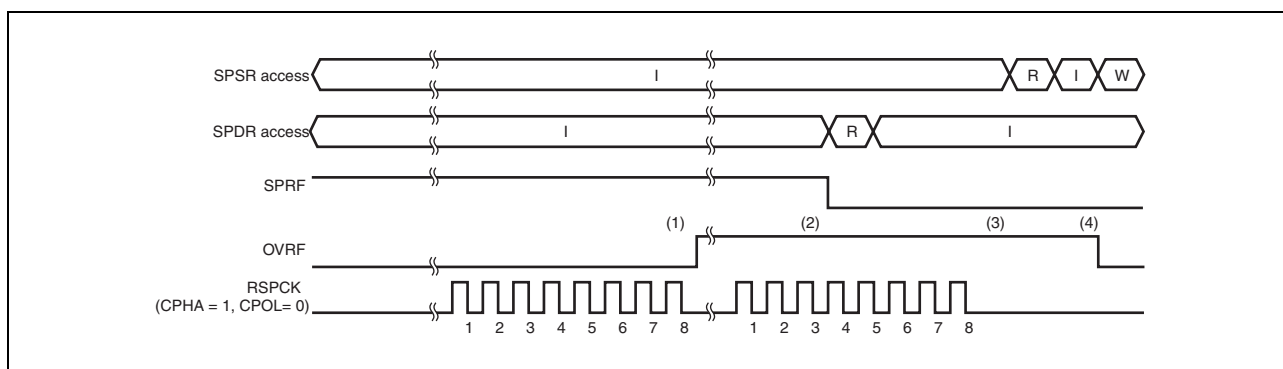 SPSR access I R I W
SPDR access I R I
SPRF
(1) (2) (3) (4)
OVRF
RSPCK
(CPHA = 1, CPOL= 0)
1 2 3 4 5 6 7 8 1 2 3 4 5 6 7 8